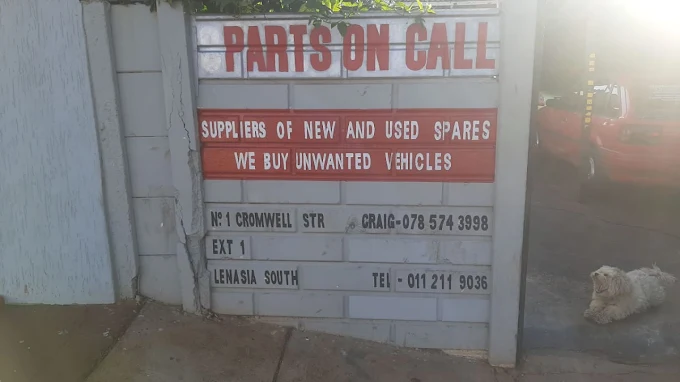 PARTS ON CALL
SUPPLIERS OF NEW AND USED SPARES
WE BUY UNWANTED VEHICLES
Nº 1 CROMWELL STR CRAIG-078 574 3998
EXT 1
LENASIA SOUTH TEL - 011 211 9036